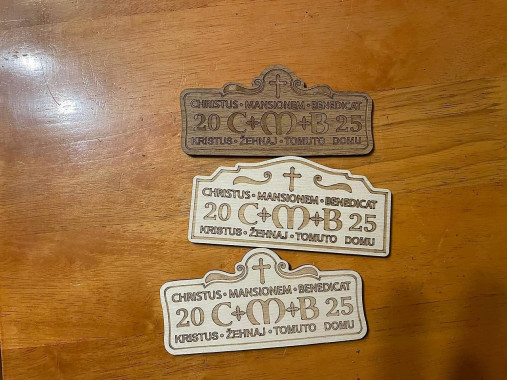 CHRISTUS • MANSIONEM • BENEDICAT
20 C+M+B 25
KRISTUS • ŽEHNAJ • TOMUTO DOMU
CHRISTUS • MANSIONEM • BENEDICAT
20 C+M+B 25
KRISTUS • ŽEHNAJ • TOMUTO DOMU
CHRISTUS • MANSIONEM • BENEDICAT
20 C+M+B 25
KRISTUS • ŽEHNAJ • TOMUTO DOMU